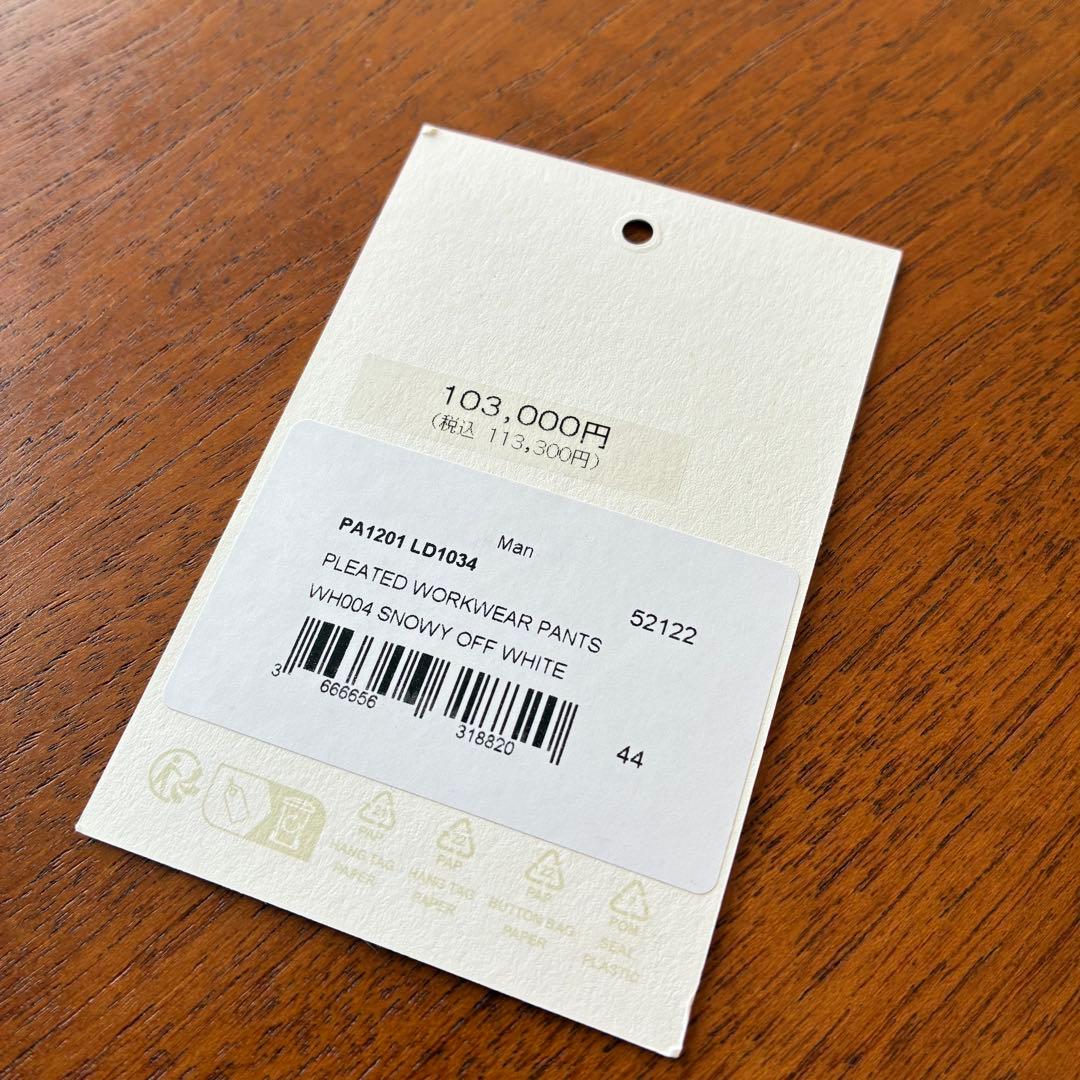 103,000円
(税込 113,300円)
Man
PA1201 LD1034
PLEATED WORKWEAR PANTS 52122
WH004 SNOWY OFF WHITE
3 666656 318820
44
PAP PAP PAP POM
HANG TAG HANG TAG BUTTON BAG SEAL
PAPER PAPER PAPER PLASTIC